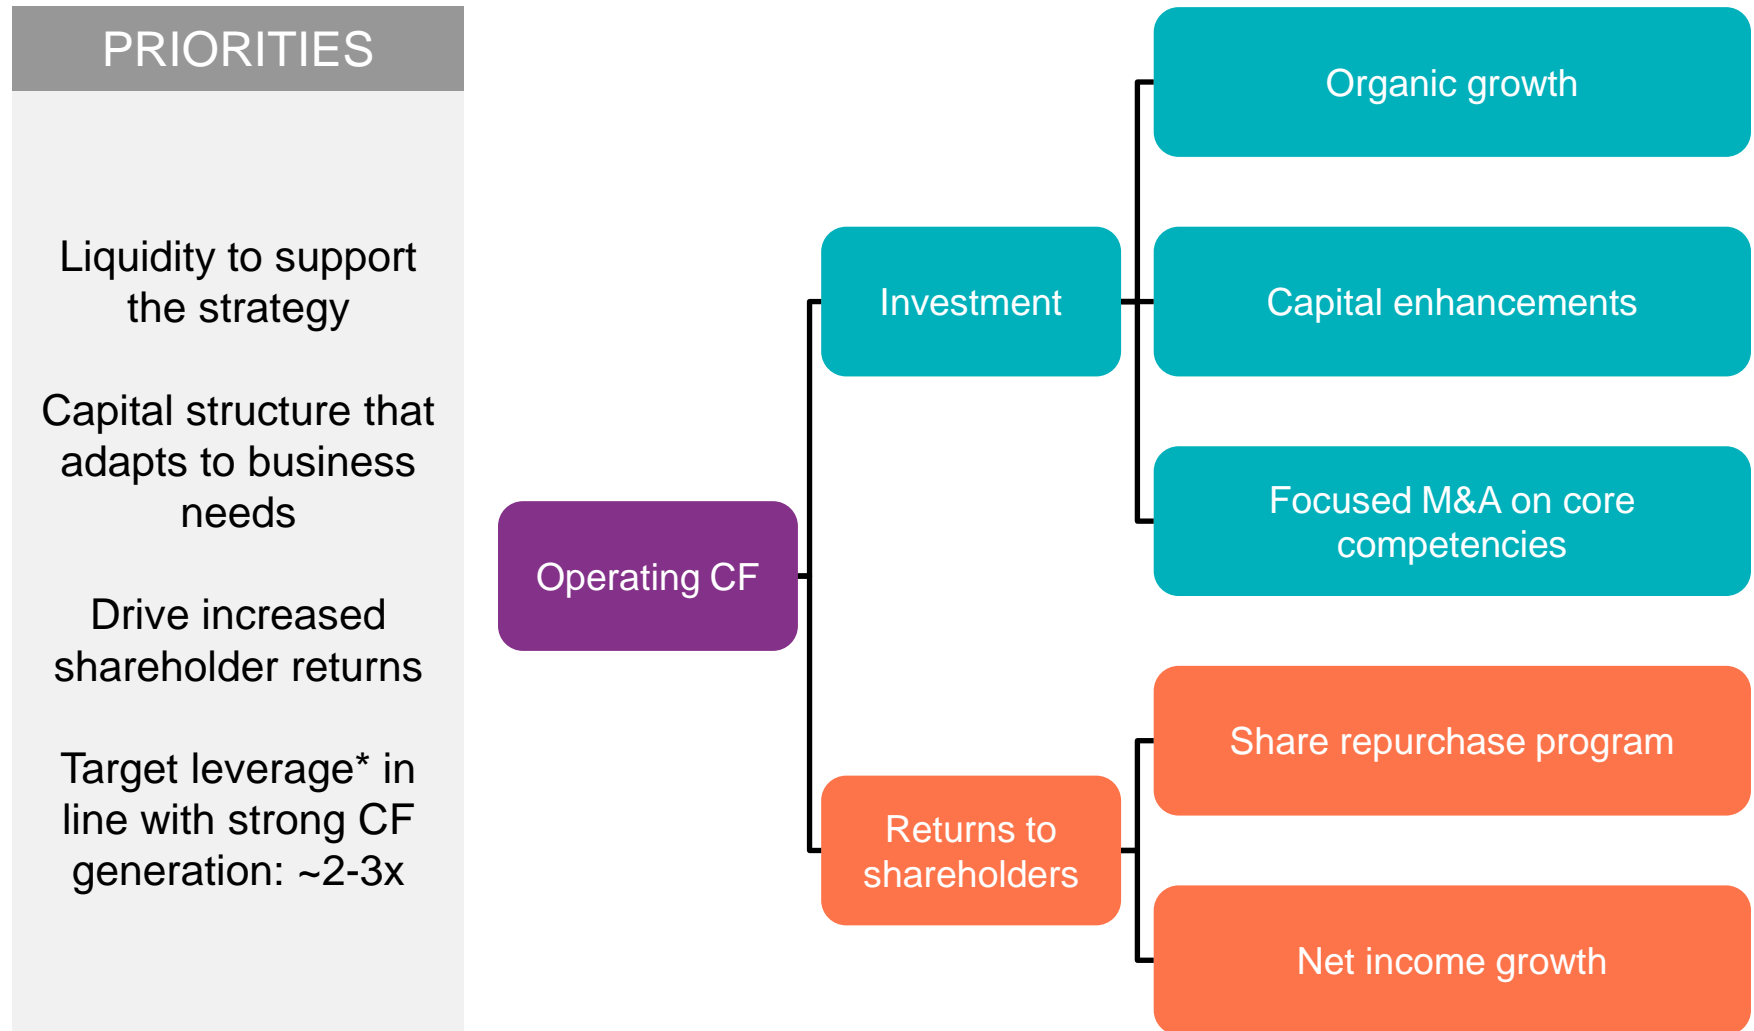 PRIORITIES
Liquidity to support
the strategy
Capital structure that
adapts to business
needs
Drive increased
shareholder returns
Target leverage* in
line with strong CF
generation: ~2-3x
Operating CF
Investment
Organic growth
Capital enhancements
Focused M&A on core
competencies
Returns to
shareholders
Share repurchase program
Net income growth